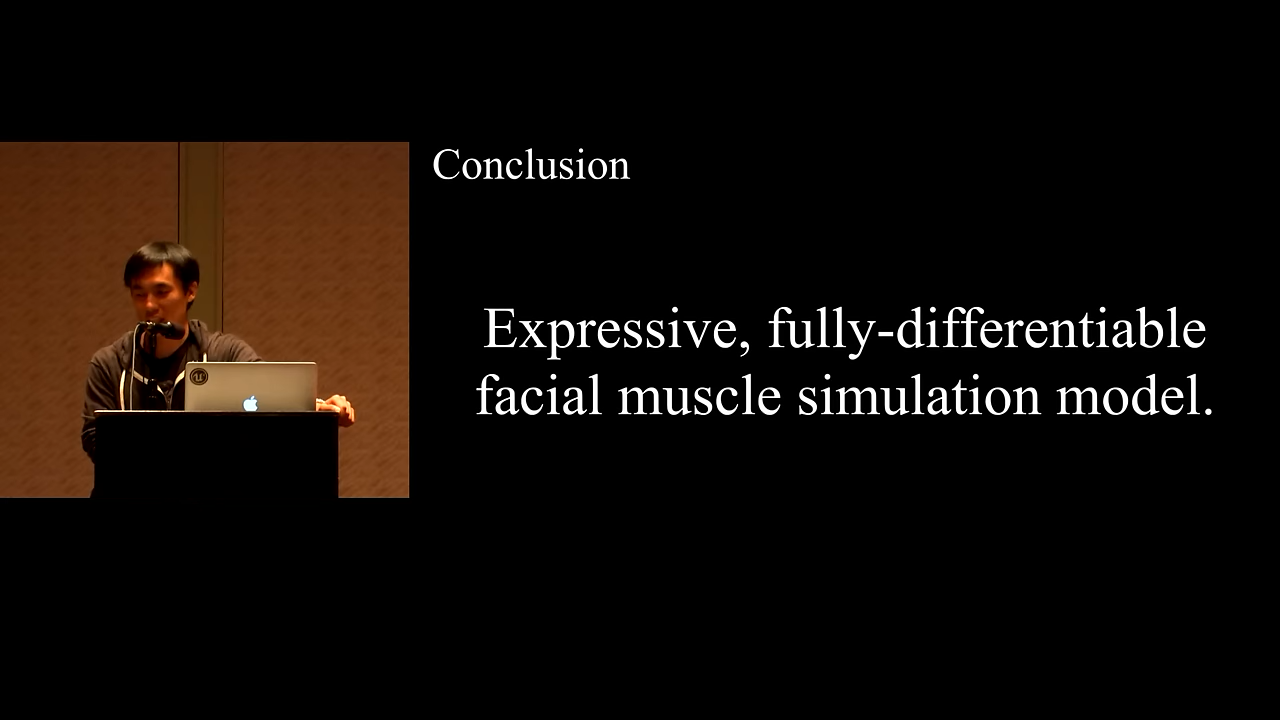 Conclusion
Expressive, fully-differentiable
facial muscle simulation model.